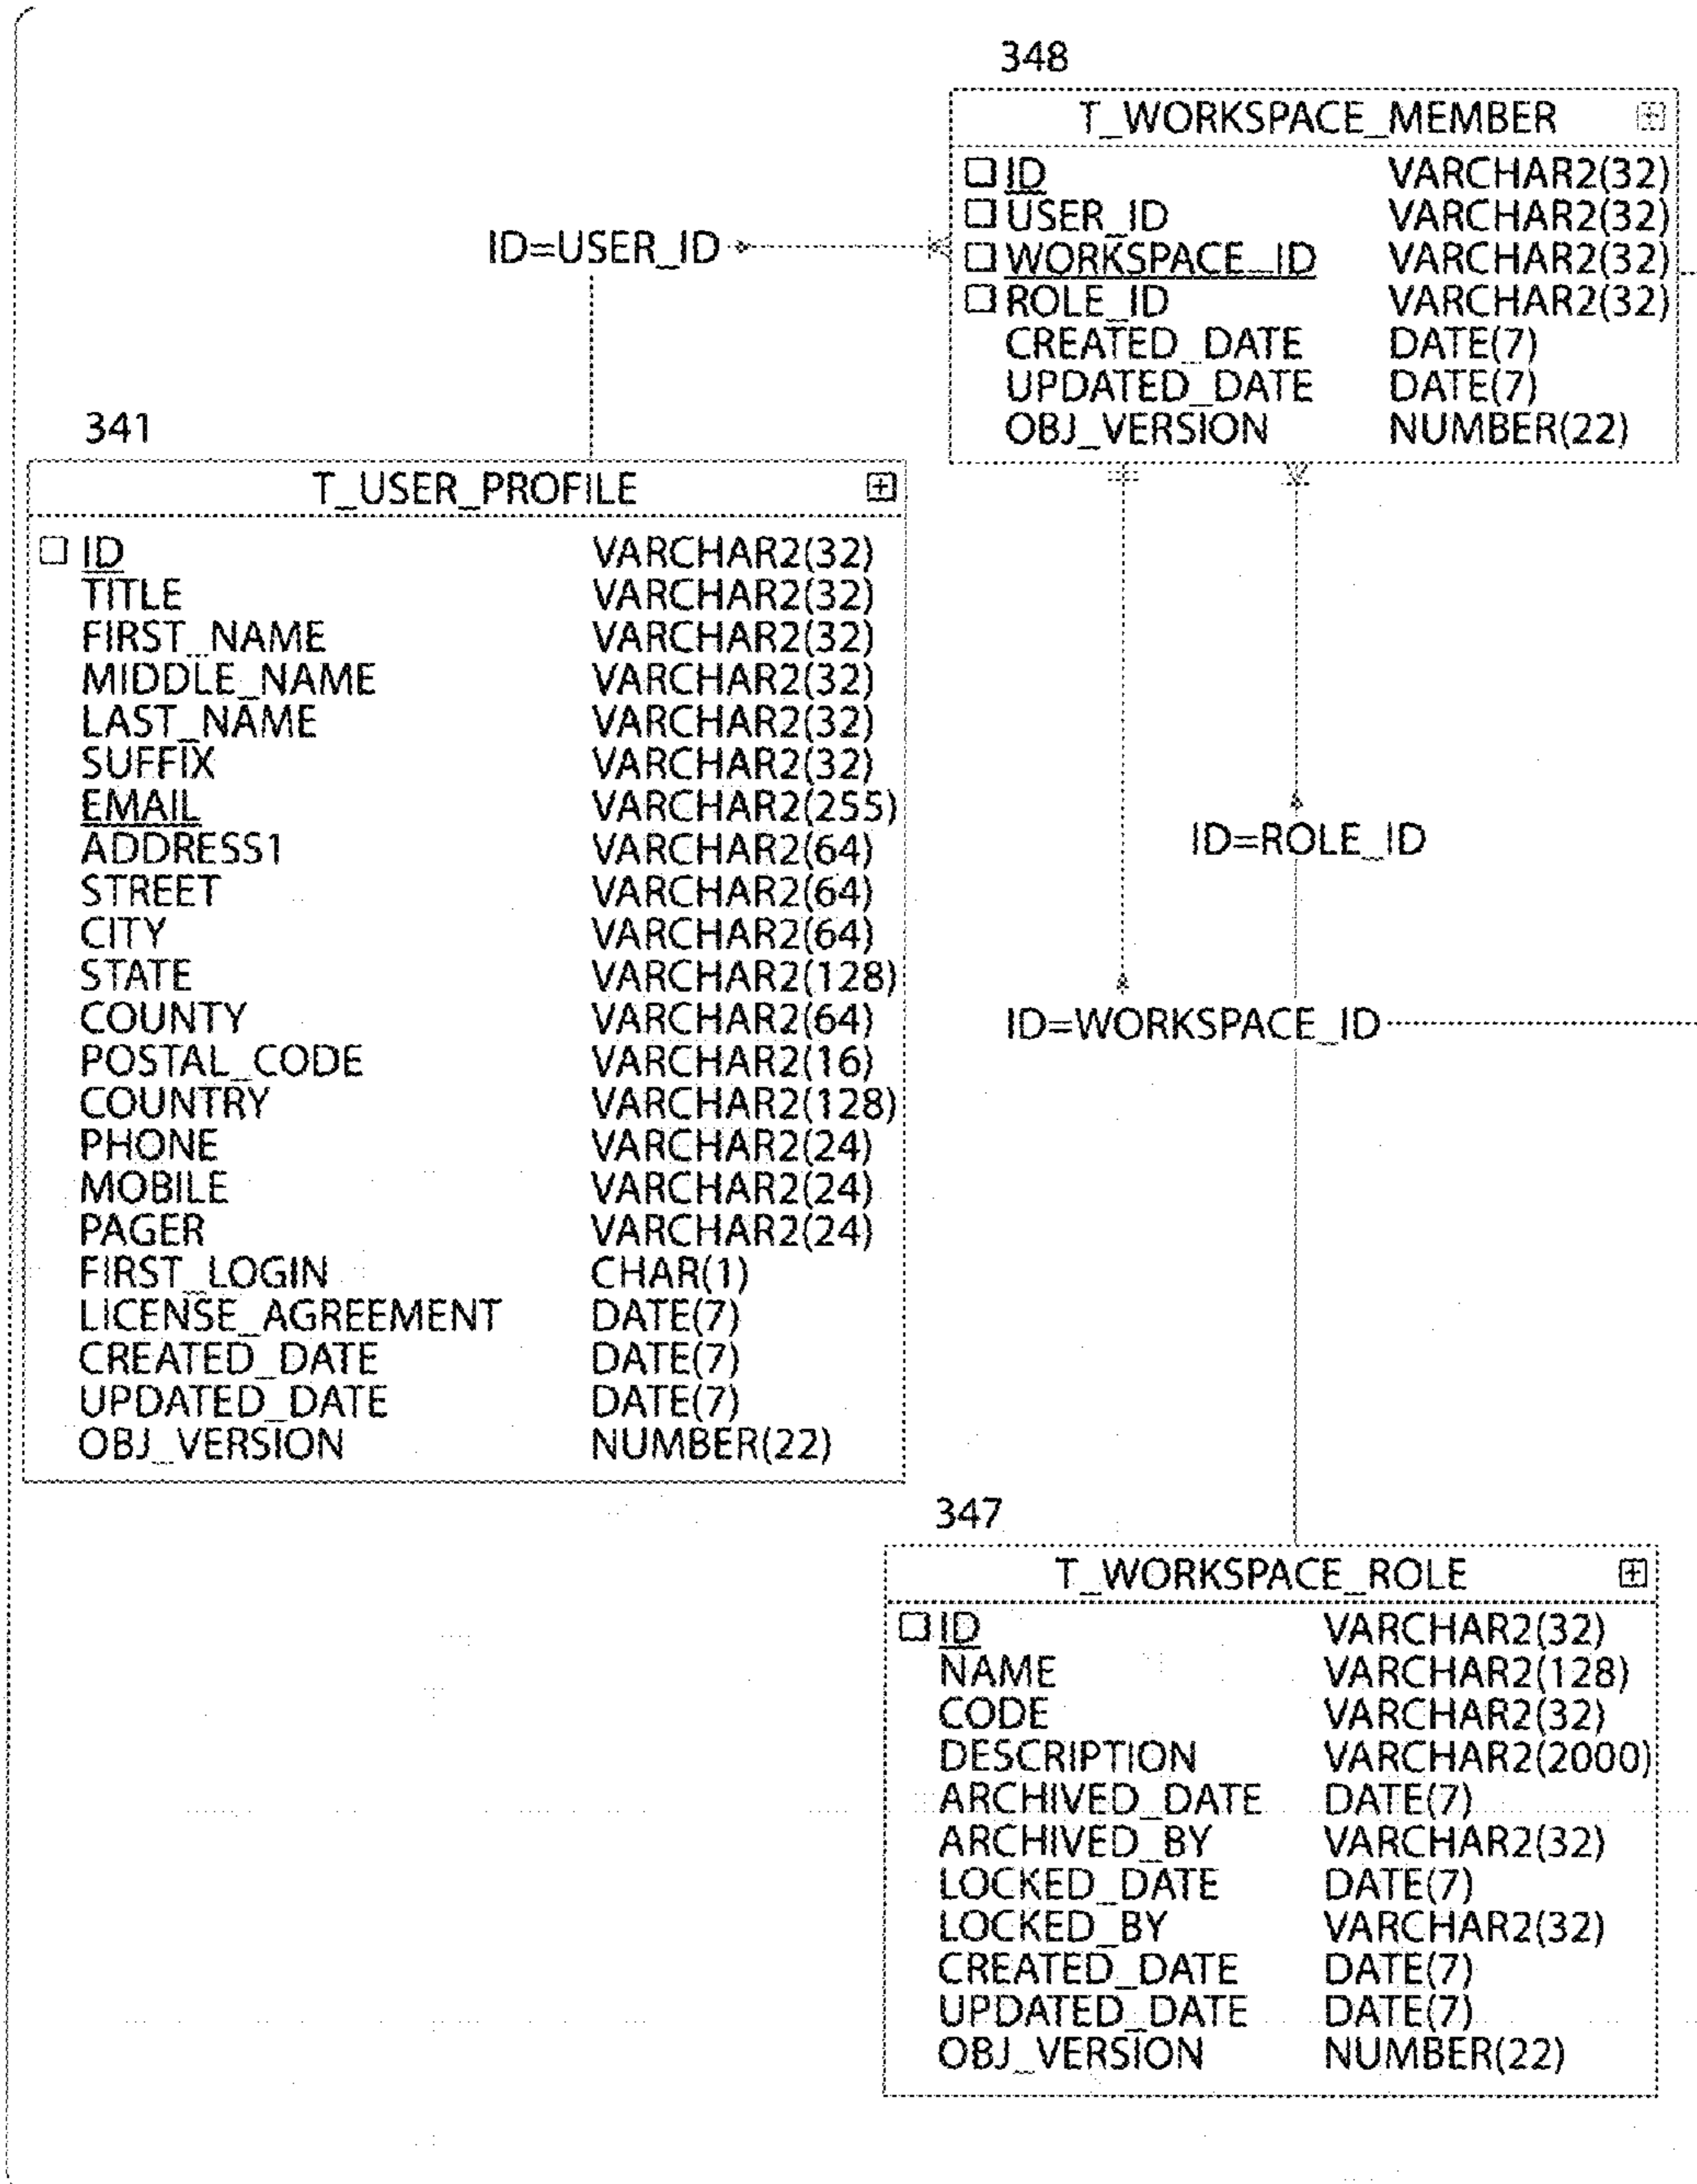 348
T_WORKSPACE_MEMBER
ID VARCHAR2(32)
USER_ID VARCHAR2(32)
WORKSPACE_ID VARCHAR2(32)
ROLE_ID VARCHAR2(32)
CREATED_DATE DATE(7)
UPDATED_DATE DATE(7)
OBJ_VERSION NUMBER(22)
ID=USER_ID
341
T_USER_PROFILE
ID VARCHAR2(32)
TITLE VARCHAR2(32)
FIRST_NAME VARCHAR2(32)
MIDDLE_NAME VARCHAR2(32)
LAST_NAME VARCHAR2(32)
SUFFIX VARCHAR2(32)
EMAIL VARCHAR2(255)
ADDRESS1 VARCHAR2(64)
STREET VARCHAR2(64)
CITY VARCHAR2(64)
STATE VARCHAR2(128)
COUNTY VARCHAR2(64)
POSTAL_CODE VARCHAR2(16)
COUNTRY VARCHAR2(128)
PHONE VARCHAR2(24)
MOBILE VARCHAR2(24)
PAGER VARCHAR2(24)
FIRST_LOGIN CHAR(1)
LICENSE_AGREEMENT DATE(7)
CREATED_DATE DATE(7)
UPDATED_DATE DATE(7)
OBJ_VERSION NUMBER(22)
ID=ROLE_ID
ID=WORKSPACE_ID
347
T_WORKSPACE_ROLE
ID VARCHAR2(32)
NAME VARCHAR2(128)
CODE VARCHAR2(32)
DESCRIPTION VARCHAR2(2000)
ARCHIVED_DATE DATE(7)
ARCHIVED_BY VARCHAR2(32)
LOCKED_DATE DATE(7)
LOCKED_BY VARCHAR2(32)
CREATED_DATE DATE(7)
UPDATED_DATE DATE(7)
OBJ_VERSION NUMBER(22)